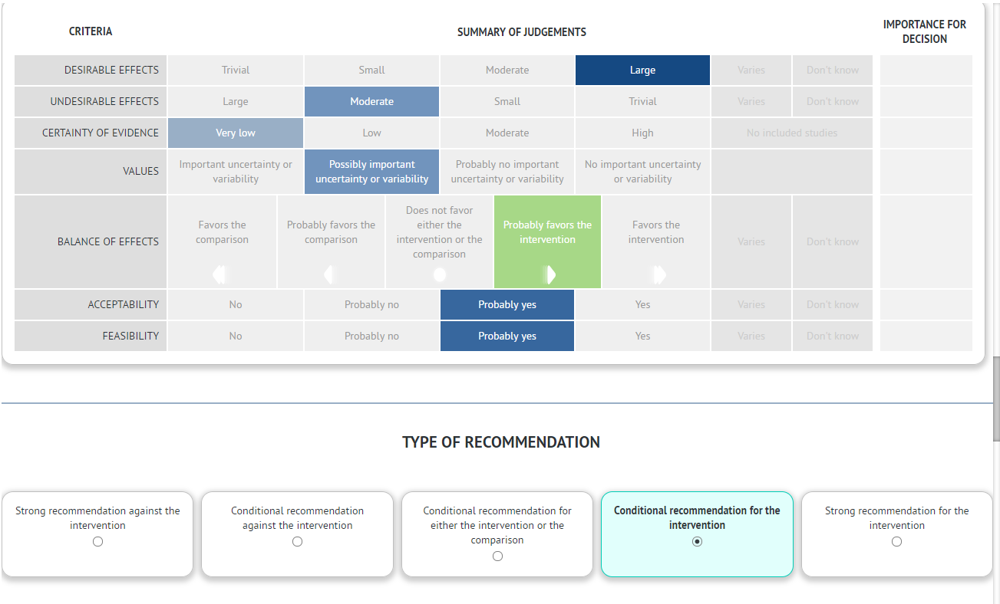 CRITERIA
SUMMARY OF JUDGEMENTS
IMPORTANCE FOR
DECISION
DESIRABLE EFFECTS Trivial Small Moderate Large Varies Don't know
UNDESIRABLE EFFECTS Large Moderate Small Trivial Varies Don't know
CERTAINTY OF EVIDENCE Very low Low Moderate High No included studies
VALUES
Important uncertainty or
variability
Possibly important
uncertainty or variability
Probably no important
uncertainty or variability
No important uncertainty
or variability
BALANCE OF EFFECTS
Favors the
comparison
Probably favors the
comparison
Does not favor
either the
intervention or the
comparison
Probably favors the
intervention
Favors the
intervention
Varies
Don't know
ACCEPTABILITY No Probably no Probably yes Yes Varies Don't know
FEASIBILITY No Probably no Probably yes Yes Varies Don't know
TYPE OF RECOMMENDATION
Strong recommendation against the
intervention
Conditional recommendation
against the intervention
Conditional recommendation for
either the intervention or the
comparison
Conditional recommendation for the
intervention
Strong recommendation for the
intervention